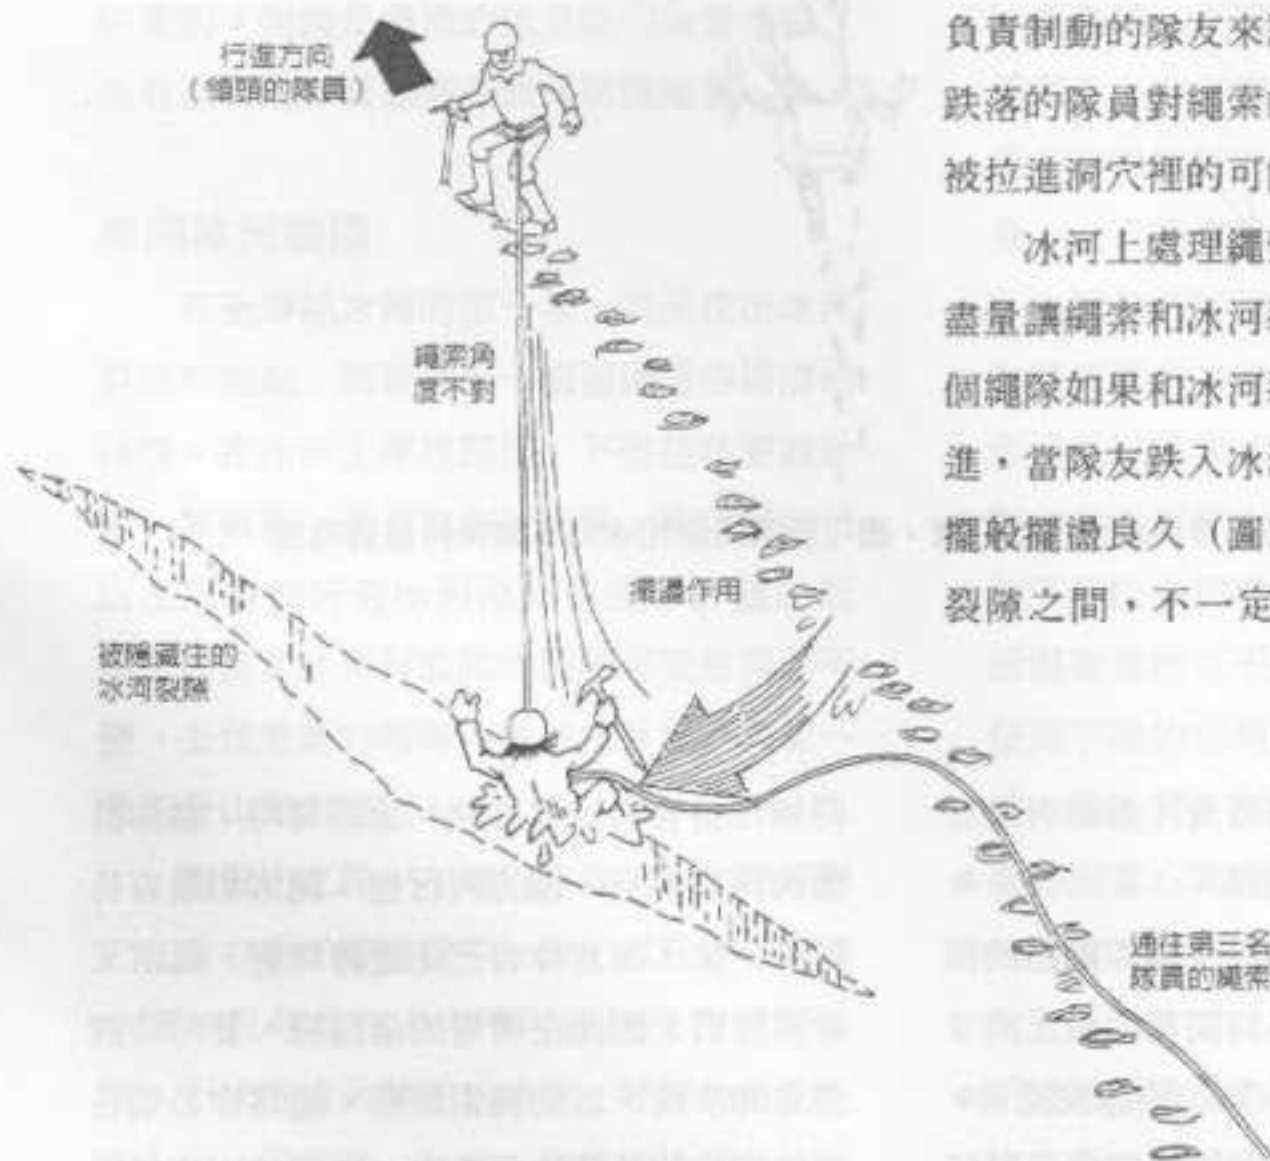 行進方向
（領頭的隊員）
繩索角
度不對
擺盪作用
被隱藏住的
冰河裂隙
通往第三名
隊員的繩索
負責制動的隊友來
跌落的隊員對繩索
被拉進洞穴裡的可
冰河上處理繩
盡量讓繩索和冰河
個繩隊如果和冰河
進，當隊友跌入冰
擺般擺盪良久（圖
裂隙之間，不一定